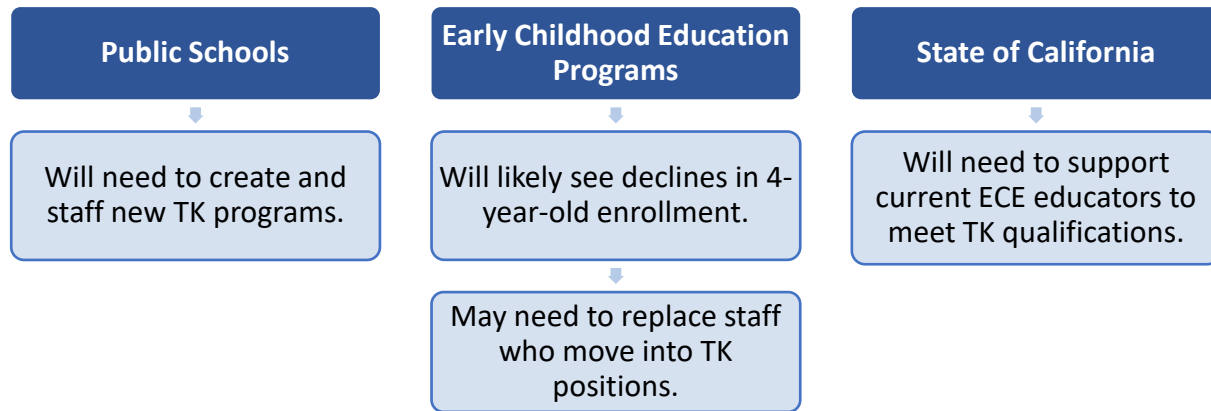 Public Schools
Will need to create and
staff new TK programs.
Early Childhood Education
Programs
Will likely see declines in 4-
year-old enrollment.
May need to replace staff
who move into TK
positions.
State of California
Will need to support
current ECE educators to
meet TK qualifications.